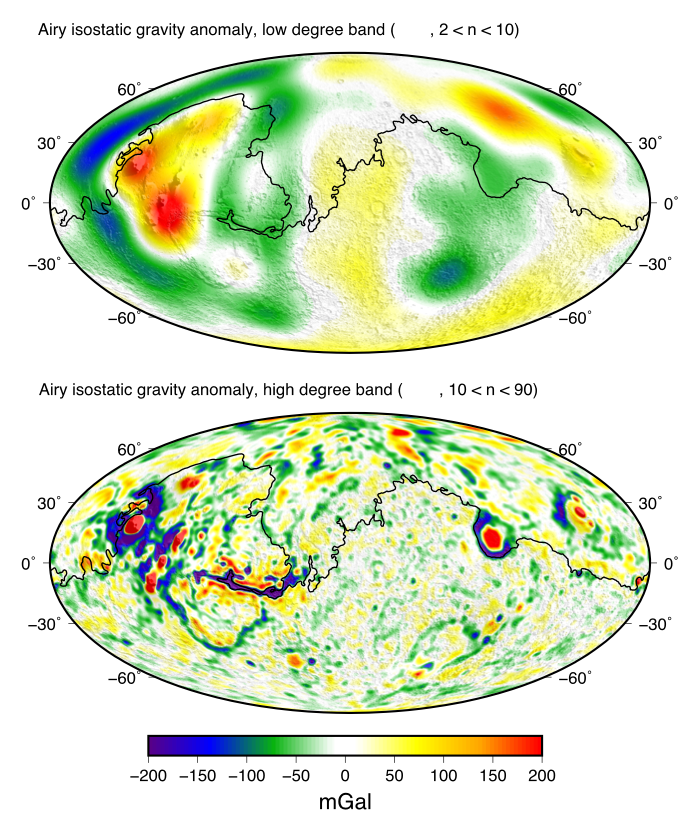 Airy isostatic gravity anomaly, low degree band ( , 2 < n < 10)
60° 60°
30° 30°
0° 0°
−30° −30°
−60° −60°
Airy isostatic gravity anomaly, high degree band ( , 10 < n < 90)
60° 60°
30° 30°
0° 0°
−30° −30°
−60° −60°
−200 −150 −100 −50 0 50 100 150 200
mGal